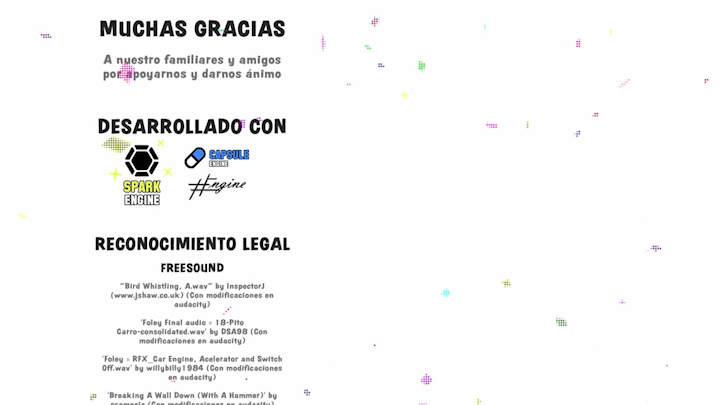 MUCHAS GRACIAS
A nuestro familiares y amigos
por apoyarnos y darnos ánimo
DESARROLLADO CON
SPARK
ENGINE
CAPSULE
ENGINE
#Engine
RECONOCIMIENTO LEGAL
FREESOUND
"Bird Whistling, A.wav" by InspectorJ
(www.jshaw.co.uk) (Con modificaciones en
audacity)
'Foley Final audio » 18-Pito
Carro-consolidated.wav' by DSA98 (Con
modificaciones en audacity)
'Foley » RFX_Car Engine, Acelerator and Switch
Off.wav' by willybilly1984 (Con modificaciones
en audacity)
'Breaking A Wall Down (With A Hammer)' by
(Con modificaciones en audacity)